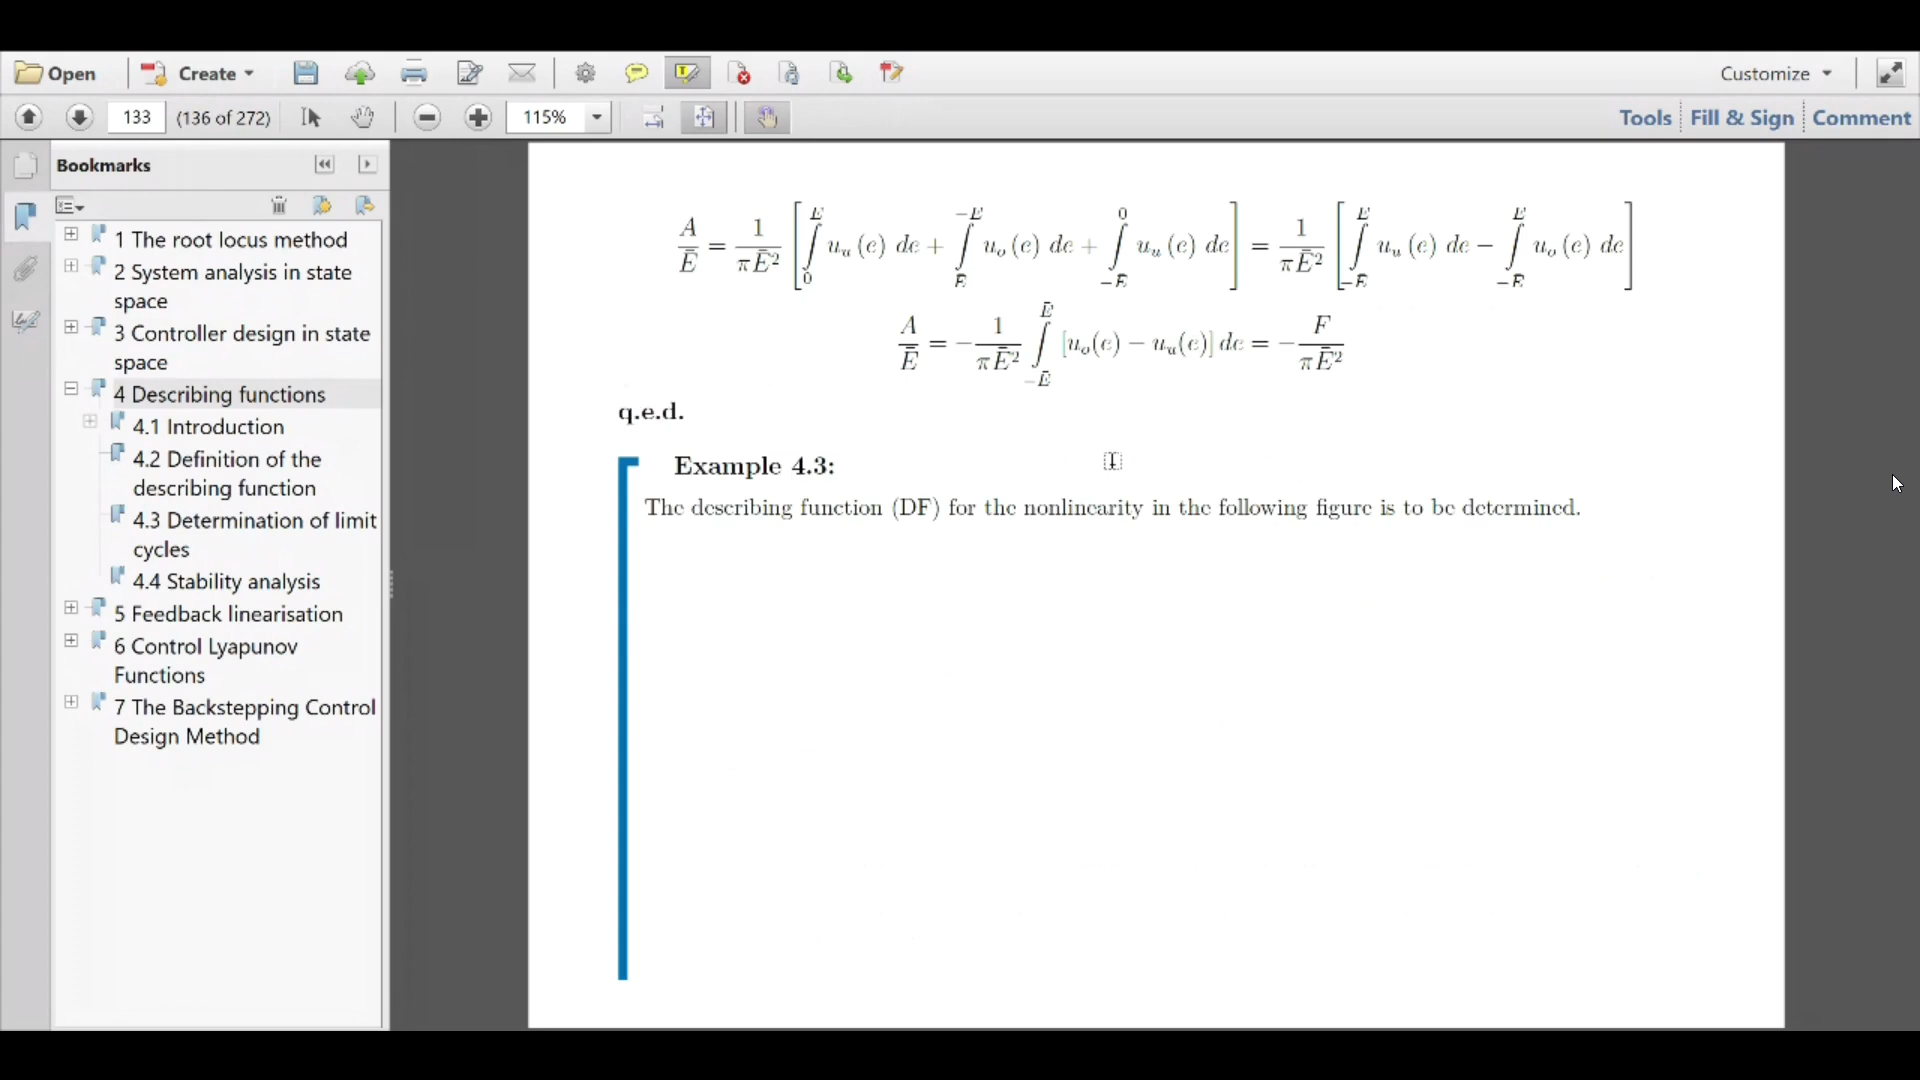 Open Create Customize
133 (136 of 272) 115% Tools Fill & Sign Comment
Bookmarks
1 The root locus method
2 System analysis in state
space
3 Controller design in state
space
4 Describing functions
4.1 Introduction
4.2 Definition of the
describing function
4.3 Determination of limit
cycles
4.4 Stability analysis
5 Feedback linearisation
6 Control Lyapunov
Functions
7 The Backstepping Control
Design Method
A/Ē = 1/(πĒ²) [∫₀^Ē u_u(e) de + ∫_Ē^{-Ē} u_o(e) de + ∫_{-Ē}^0 u_u(e) de] = 1/(πĒ²) [∫_{-Ē}^Ē u_u(e) de − ∫_{-Ē}^Ē u_o(e) de]
A/Ē = − 1/(πĒ²) ∫_{-Ē}^Ē [u_o(e) − u_u(e)] de = − F/(πĒ²)
q.e.d.
Example 4.3:
The describing function (DF) for the nonlinearity in the following figure is to be determined.